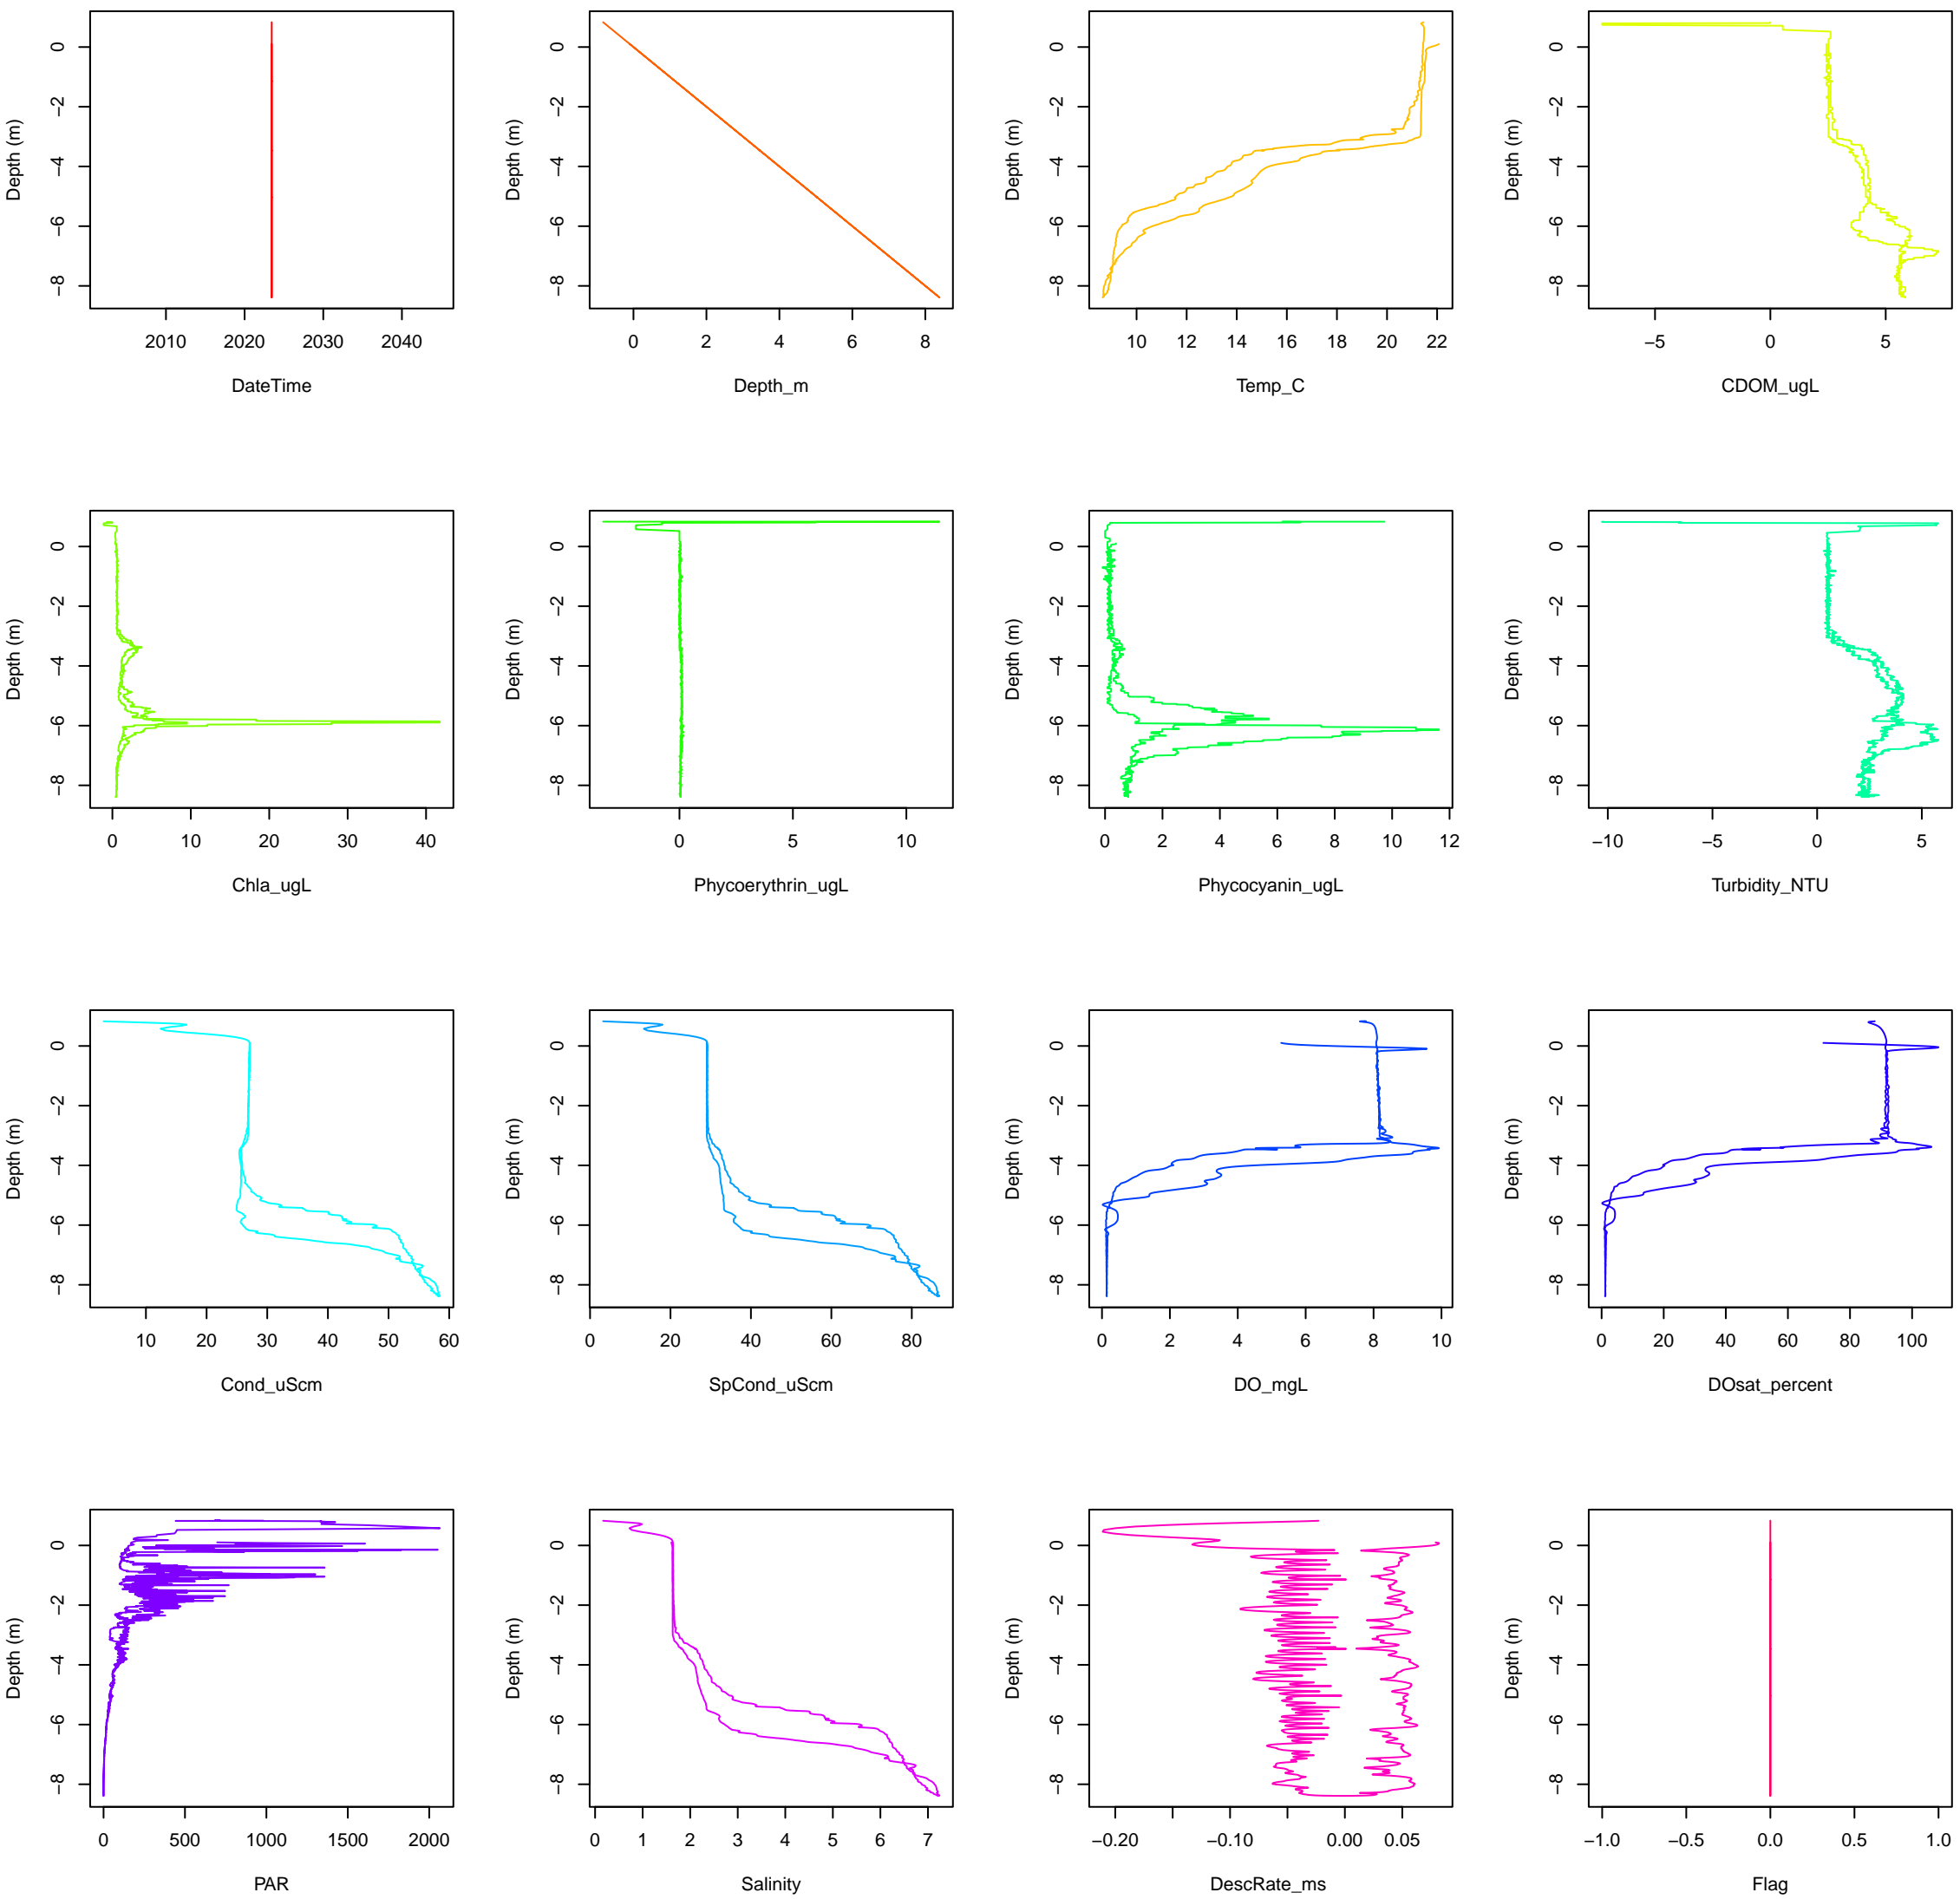 Depth (m) Depth (m) Depth (m) Depth (m)
0 0 0 0
−2 −2 −2 −2
−4 −4 −4 −4
−6 −6 −6 −6
−8 −8 −8 −8
2010 2020 2030 2040 0 2 4 6 8 10 12 14 16 18 20 22 −5 0 5
DateTime Depth_m Temp_C CDOM_ugL
Depth (m) Depth (m) Depth (m) Depth (m)
0 0 0 0
−2 −2 −2 −2
−4 −4 −4 −4
−6 −6 −6 −6
−8 −8 −8 −8
0 10 20 30 40 0 5 10 0 2 4 6 8 10 12 −10 −5 0 5
Chla_ugL Phycoerythrin_ugL Phycocyanin_ugL Turbidity_NTU
Depth (m) Depth (m) Depth (m) Depth (m)
0 0 0 0
−2 −2 −2 −2
−4 −4 −4 −4
−6 −6 −6 −6
−8 −8 −8 −8
10 20 30 40 50 60 0 20 40 60 80 0 2 4 6 8 10 0 20 40 60 80 100
Cond_uScm SpCond_uScm DO_mgL DOsat_percent
Depth (m) Depth (m) Depth (m) Depth (m)
0 0 0 0
−2 −2 −2 −2
−4 −4 −4 −4
−6 −6 −6 −6
−8 −8 −8 −8
0 500 1000 1500 2000 0 1 2 3 4 5 6 7 −0.20 −0.10 0.00 0.05 −1.0 −0.5 0.0 0.5 1.0
PAR Salinity DescRate_ms Flag